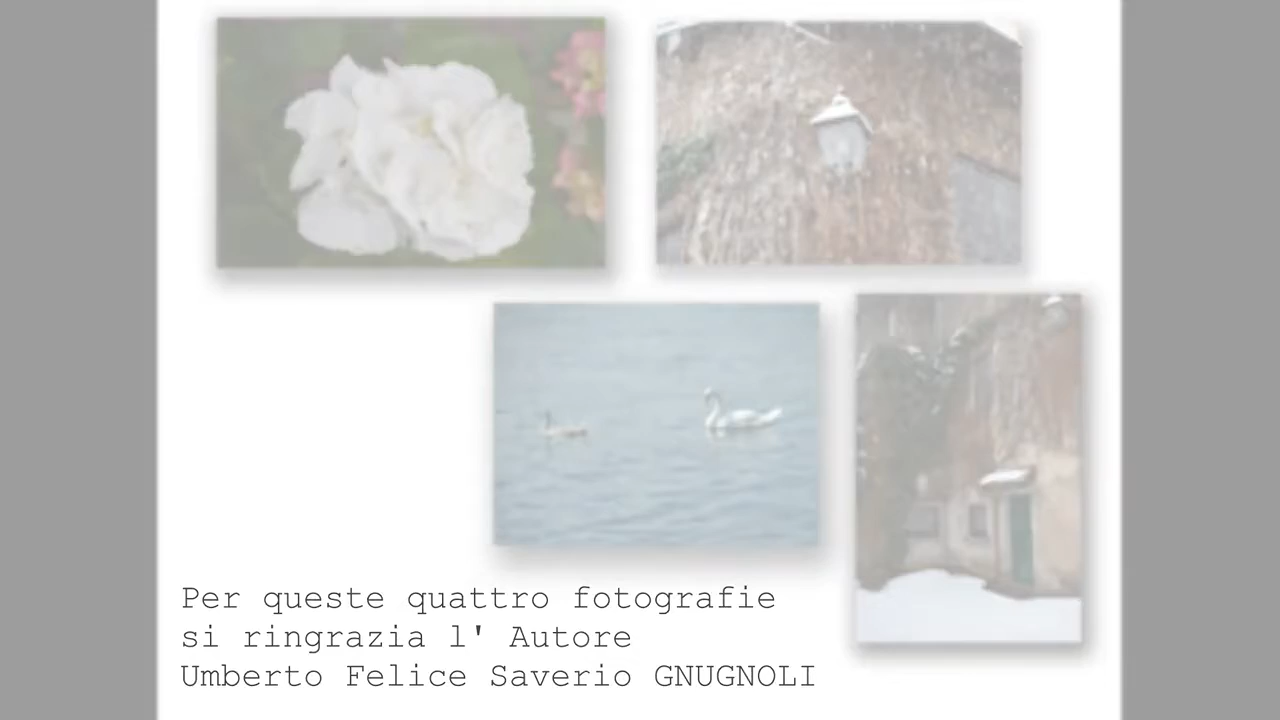 Per queste quattro fotografie
si ringrazia l' Autore
Umberto Felice Saverio GNUGNOLI